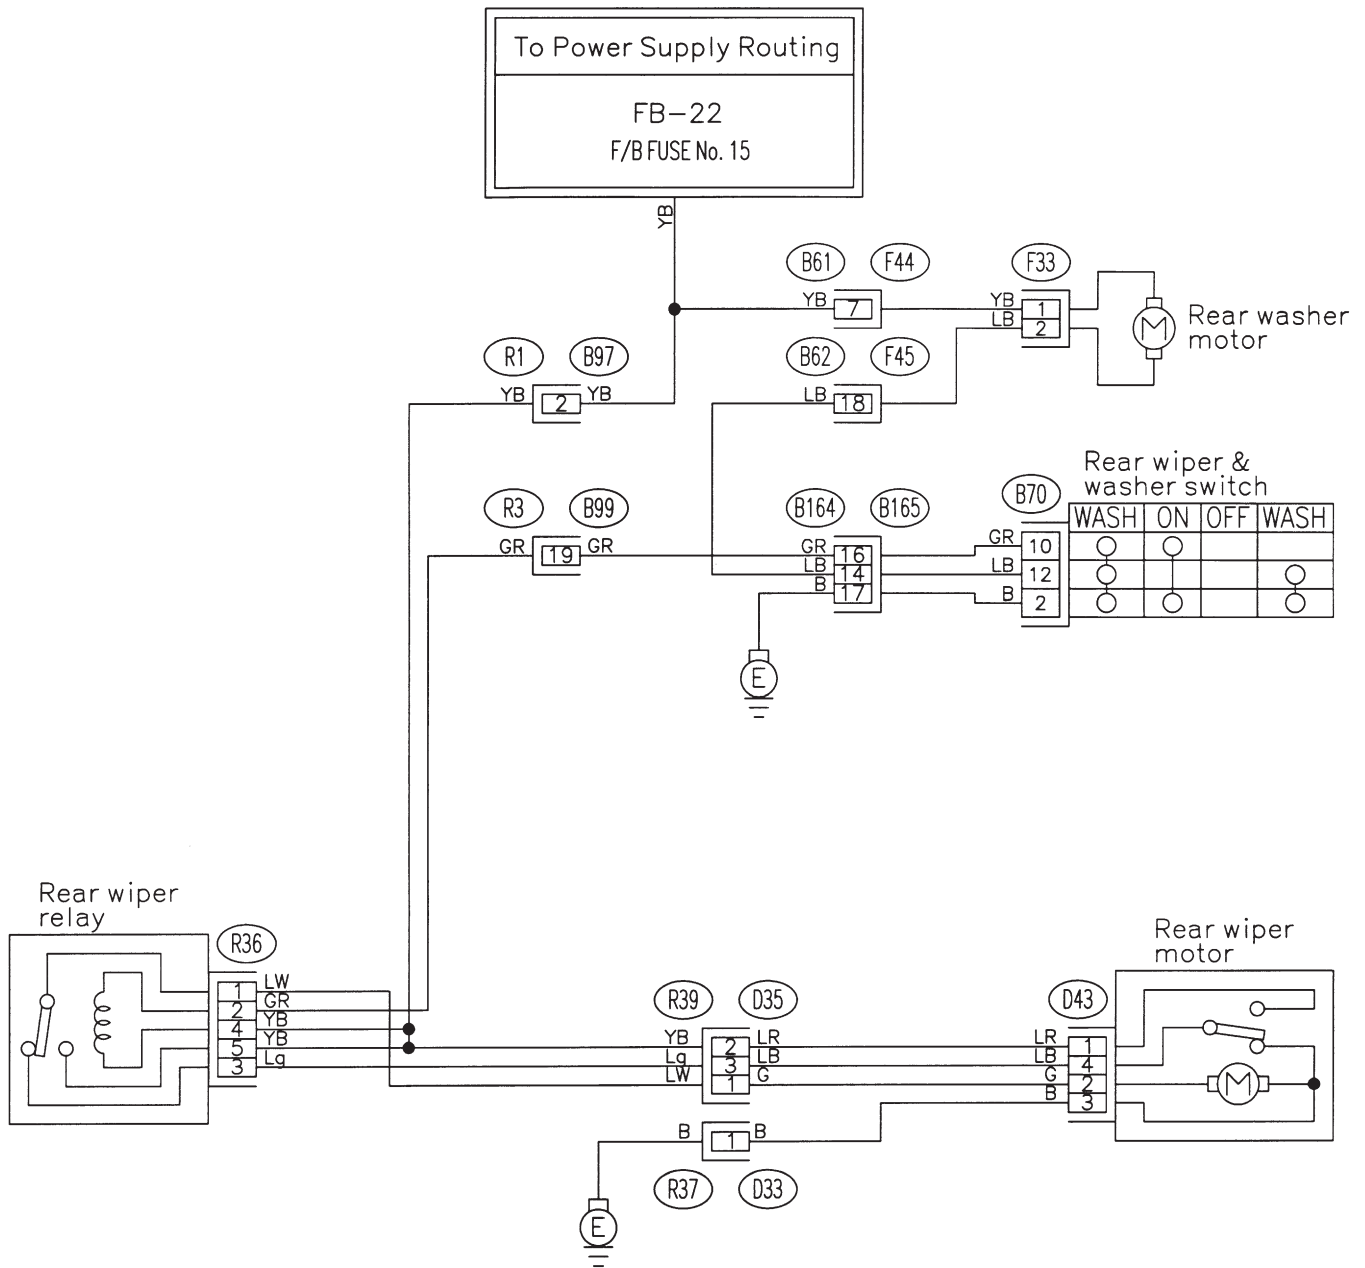 To Power Supply Routing
FB-22
F/B FUSE No. 15
YB
B61
F44
F33
YB
7
YB
1
LB
2
M
Rear washer
motor
R1
B97
B62
F45
YB
2
YB
LB
18
Rear wiper &
washer switch
R3
B99
B164
B165
B70
WASH
ON
OFF
WASH
GR
19
GR
GR
16
GR
10
LB
14
LB
12
B
17
B
2
E
Rear wiper
relay
R36
Rear wiper
motor
R39
D35
D43
1
LW
2
GR
4
YB
5
YB
3
Lg
YB
2
LR
LR
1
Lg
3
LB
LB
4
LW
1
G
G
2
B
3
M
B
1
B
R37
D33
E